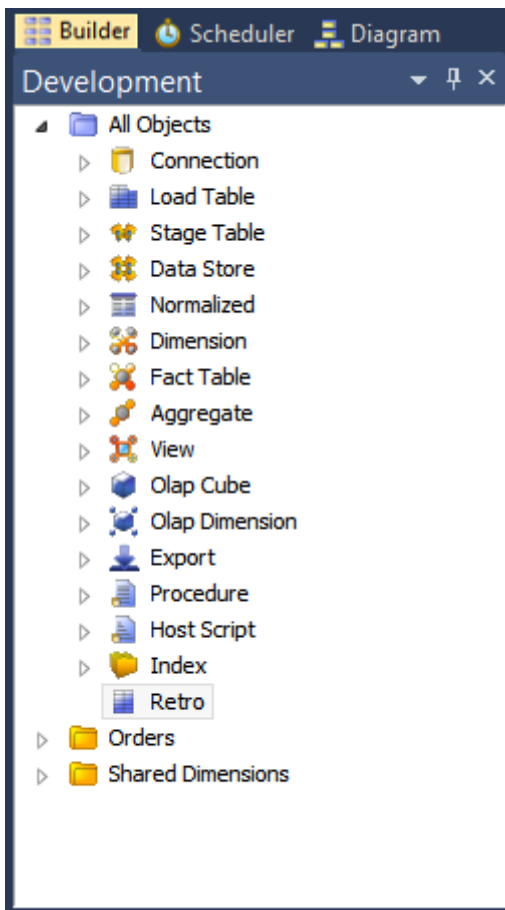 Builder Scheduler Diagram
Development
All Objects
Connection
Load Table
Stage Table
Data Store
Normalized
Dimension
Fact Table
Aggregate
View
Olap Cube
Olap Dimension
Export
Procedure
Host Script
Index
Retro
Orders
Shared Dimensions